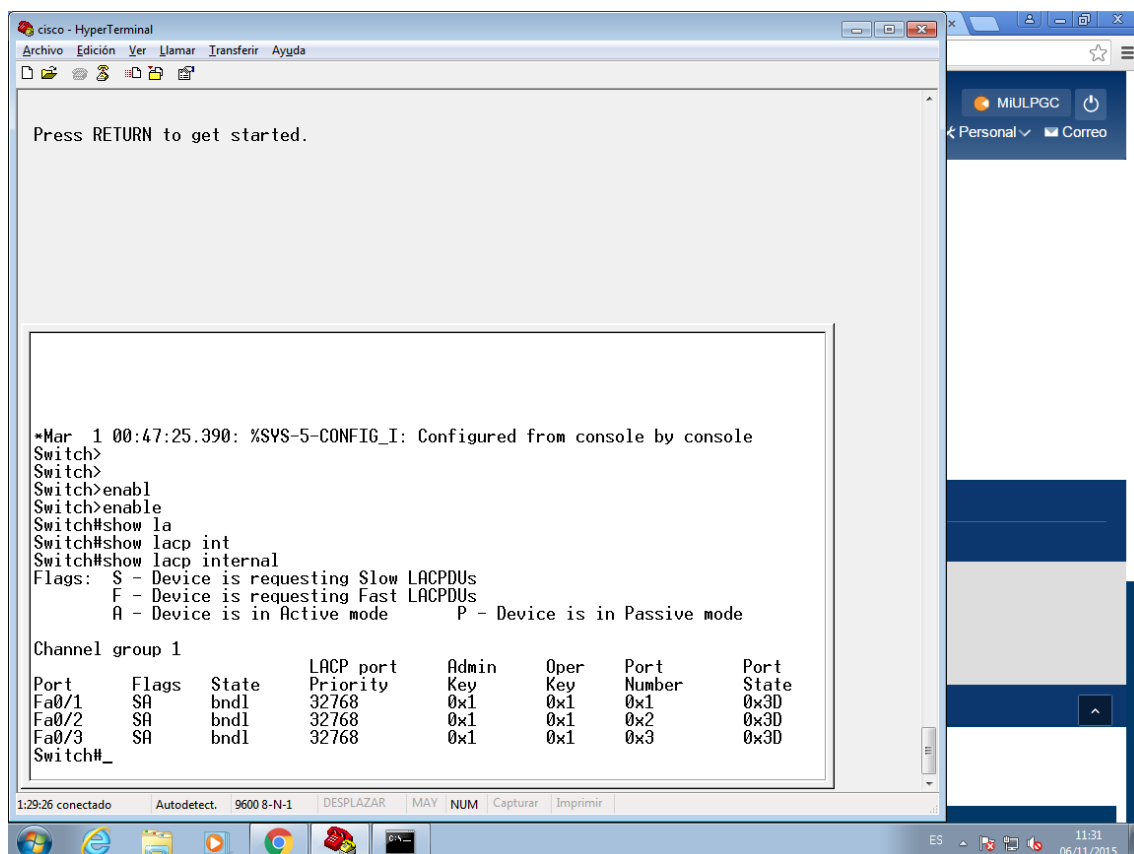 cisco - HyperTerminal
Archivo Edición Ver Llamar Transferir Ayuda
MiULPGC
Personal Correo
Press RETURN to get started.
*Mar 1 00:47:25.390: %SYS-5-CONFIG_I: Configured from console by console
Switch>
Switch>
Switch>enabl
Switch>enable
Switch#show la
Switch#show lacp int
Switch#show lacp internal
Flags: S - Device is requesting Slow LACPDUs
F - Device is requesting Fast LACPDUs
A - Device is in Active mode P - Device is in Passive mode
Channel group 1
LACP port Admin Oper Port Port
Port Flags State Priority Key Key Number State
Fa0/1 SA bndl 32768 0x1 0x1 0x1 0x3D
Fa0/2 SA bndl 32768 0x1 0x1 0x2 0x3D
Fa0/3 SA bndl 32768 0x1 0x1 0x3 0x3D
Switch#_
1:29:26 conectado Autodetect. 9600 8-N-1 DESPLAZAR MAY NUM Capturar Imprimir
ES 11:31
06/11/2015